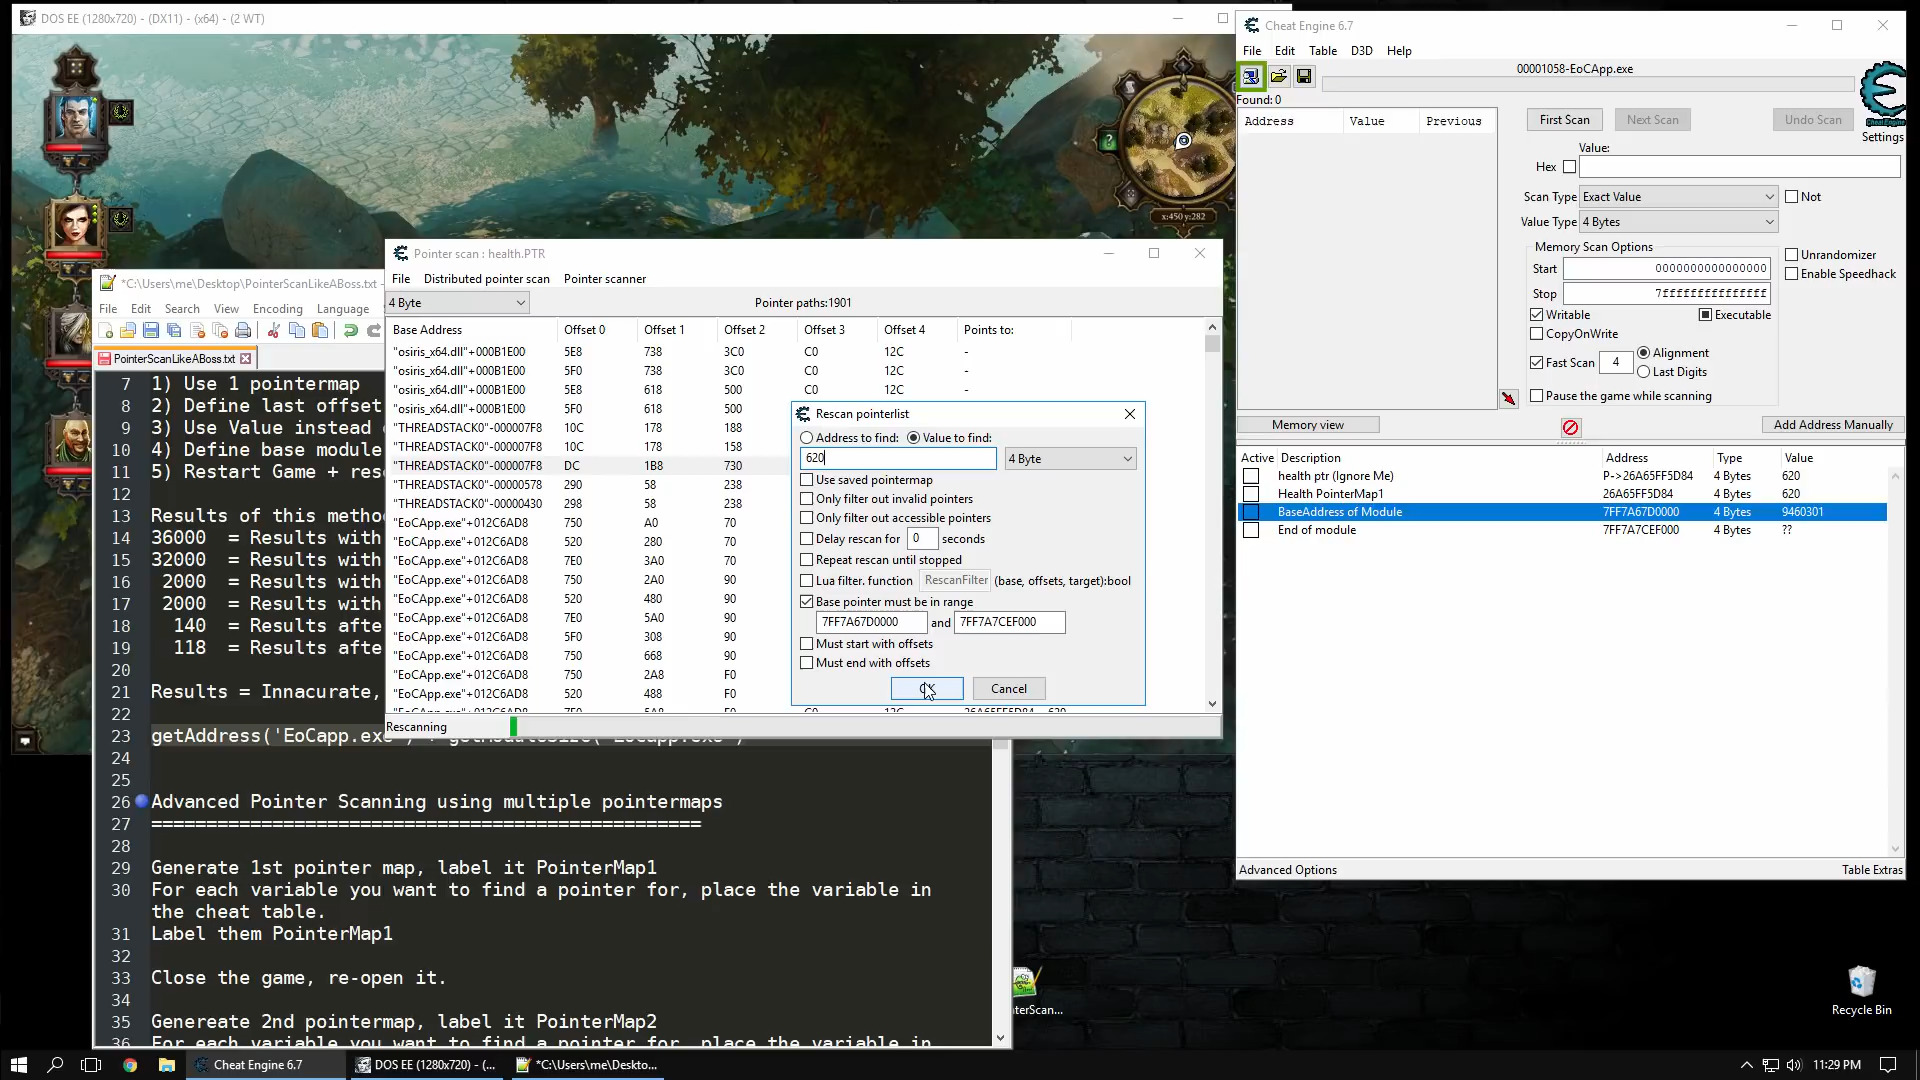 DOS EE (1280x720) - (DX11) - (x64) - (2 WT)
x:450 y:282
*C:\Users\me\Desktop\PointerScanLikeABoss.txt -
File Edit Search View Encoding Language
PointerScanLikeABoss.txt
7 1) Use 1 pointermap
8 2) Define last offset
9 3) Use Value instead
10 4) Define base module
11 5) Restart Game + res
12
13 Results of this metho
14 36000 = Results with
15 32000 = Results with
16 2000 = Results with
17 2000 = Results with
18 140 = Results afte
19 118 = Results afte
20
21 Results = Innacurate,
22
23 getAddress('EoCapp.exe
24
25
26 Advanced Pointer Scanning using multiple pointermaps
27 ==================================================
28
29 Generate 1st pointer map, label it PointerMap1
30 For each variable you want to find a pointer for, place the variable in
the cheat table.
31 Label them PointerMap1
32
33 Close the game, re-open it.
34
35 Genereate 2nd pointermap, label it PointerMap2
36 For each variable you want to find a pointer for, place the variable in
Pointer scan : health.PTR
File Distributed pointer scan Pointer scanner
4 Byte Pointer paths:1901
Base Address Offset 0 Offset 1 Offset 2 Offset 3 Offset 4 Points to:
"osiris_x64.dll"+000B1E00 5E8 738 3C0 C0 12C -
"osiris_x64.dll"+000B1E00 5F0 738 3C0 C0 12C -
"osiris_x64.dll"+000B1E00 5E8 618 500 C0 12C -
"osiris_x64.dll"+000B1E00 5F0 618 500
"THREADSTACK0"-000007F8 10C 178 188
"THREADSTACK0"-000007F8 10C 178 158
"THREADSTACK0"-000007F8 DC 1B8 730
"THREADSTACK0"-00000578 290 58 238
"THREADSTACK0"-00000430 298 58 238
"EoCApp.exe"+012C6AD8 750 A0 70
"EoCApp.exe"+012C6AD8 520 280 70
"EoCApp.exe"+012C6AD8 7E0 3A0 70
"EoCApp.exe"+012C6AD8 750 2A0 90
"EoCApp.exe"+012C6AD8 520 480 90
"EoCApp.exe"+012C6AD8 7E0 5A0 90
"EoCApp.exe"+012C6AD8 5F0 308 90
"EoCApp.exe"+012C6AD8 750 668 90
"EoCApp.exe"+012C6AD8 750 2A8 F0
"EoCApp.exe"+012C6AD8 520 488 F0
Rescanning
Rescan pointerlist
Address to find: Value to find:
620 4 Byte
Use saved pointermap
Only filter out invalid pointers
Only filter out accessible pointers
Delay rescan for 0 seconds
Repeat rescan until stopped
Lua filter. function RescanFilter (base, offsets, target):bool
Base pointer must be in range
7FF7A67D0000 and 7FF7A7CEF000
Must start with offsets
Must end with offsets
Cancel
Cheat Engine 6.7
File Edit Table D3D Help
00001058-EoCApp.exe
Found: 0
Address Value Previous
First Scan Next Scan Undo Scan
Settings
Value:
Hex
Scan Type Exact Value Not
Value Type 4 Bytes
Memory Scan Options
Start 0000000000000000
Stop 7fffffffffffffff
Unrandomizer
Enable Speedhack
Writable Executable
CopyOnWrite
Fast Scan 4 Alignment
Last Digits
Pause the game while scanning
Memory view Add Address Manually
Active Description Address Type Value
health ptr (Ignore Me) P->26A65FF5D84 4 Bytes 620
Health PointerMap1 26A65FF5D84 4 Bytes 620
BaseAddress of Module 7FF7A67D0000 4 Bytes 9460301
End of module 7FF7A7CEF000 4 Bytes ??
Advanced Options Table Extras
Recycle Bin
Cheat Engine 6.7 DOS EE (1280x720) - (... *C:\Users\me\Deskto... 11:29 PM